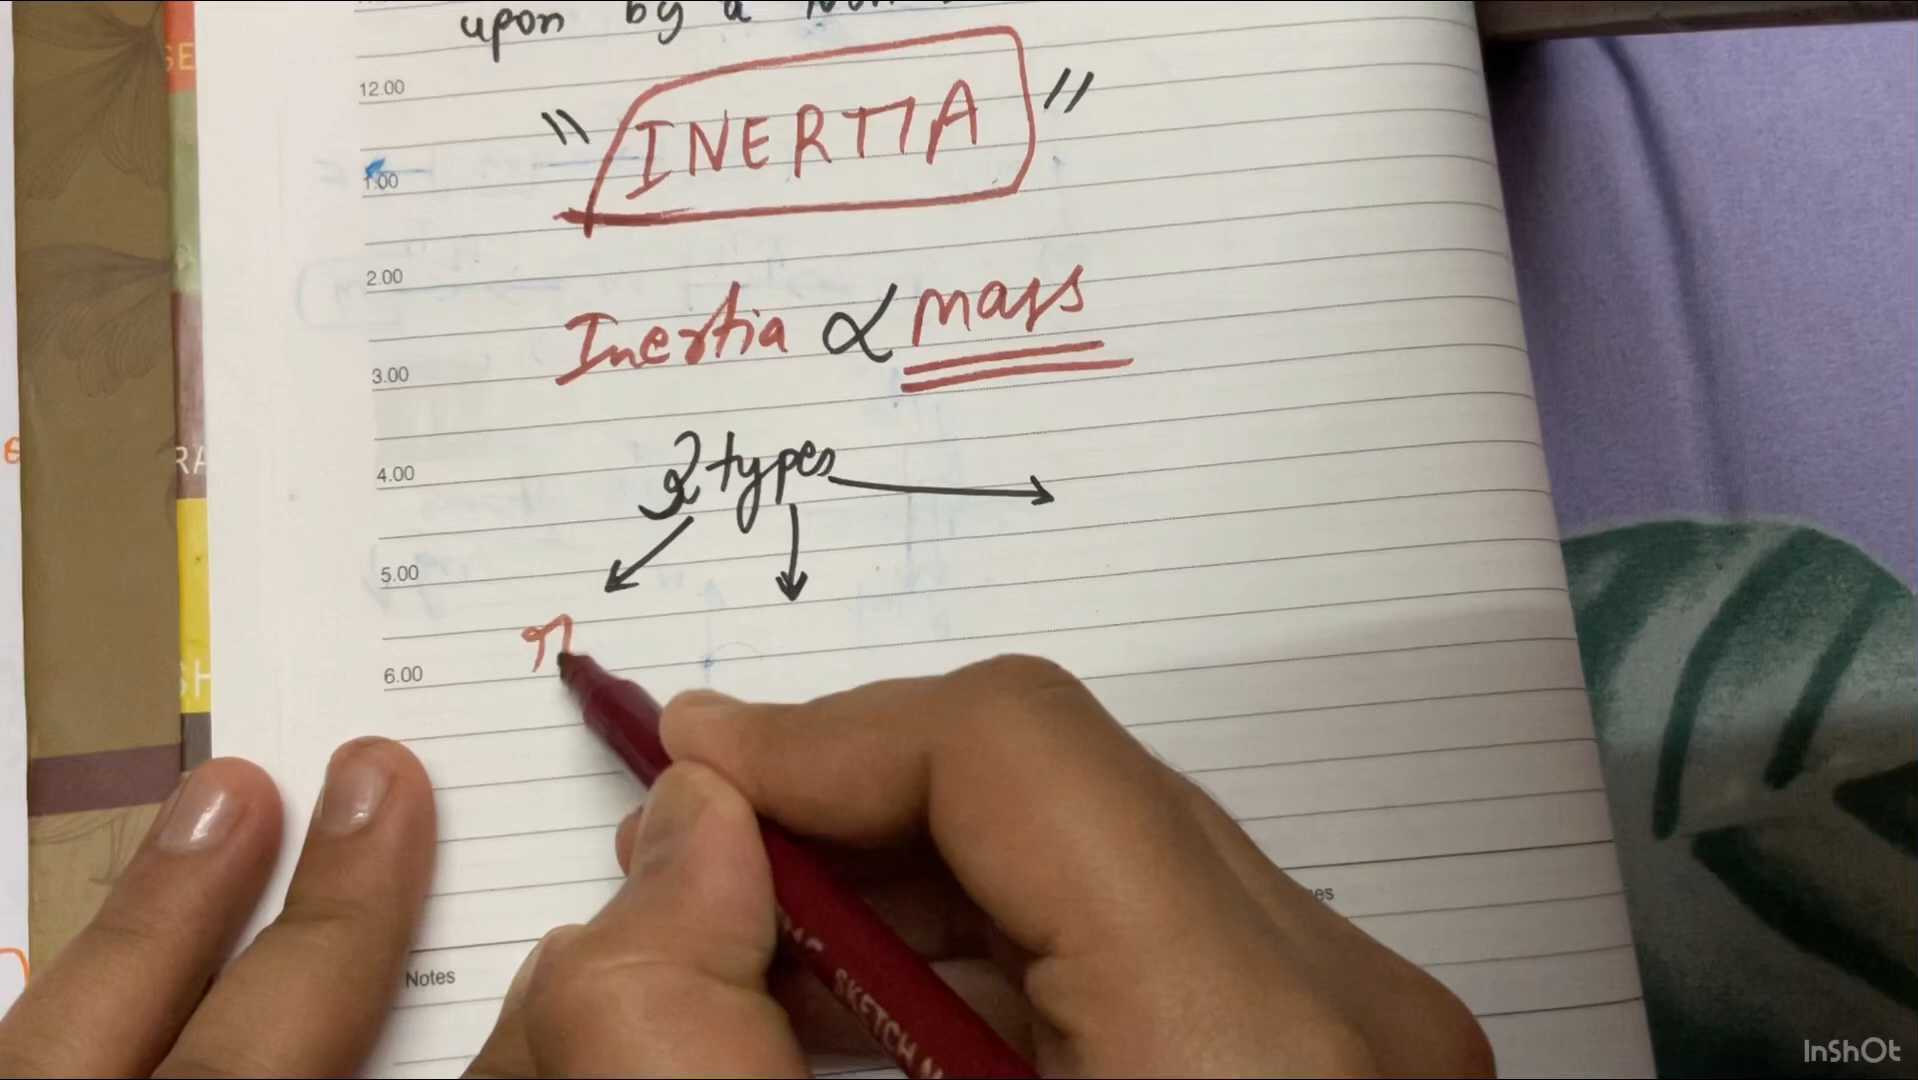 upon by a
12.00
" INERTIA "
1.00
2.00
Inertia ∝ mass
3.00
2 types
4.00
5.00
6.00
Notes
SKETCH
InShOt